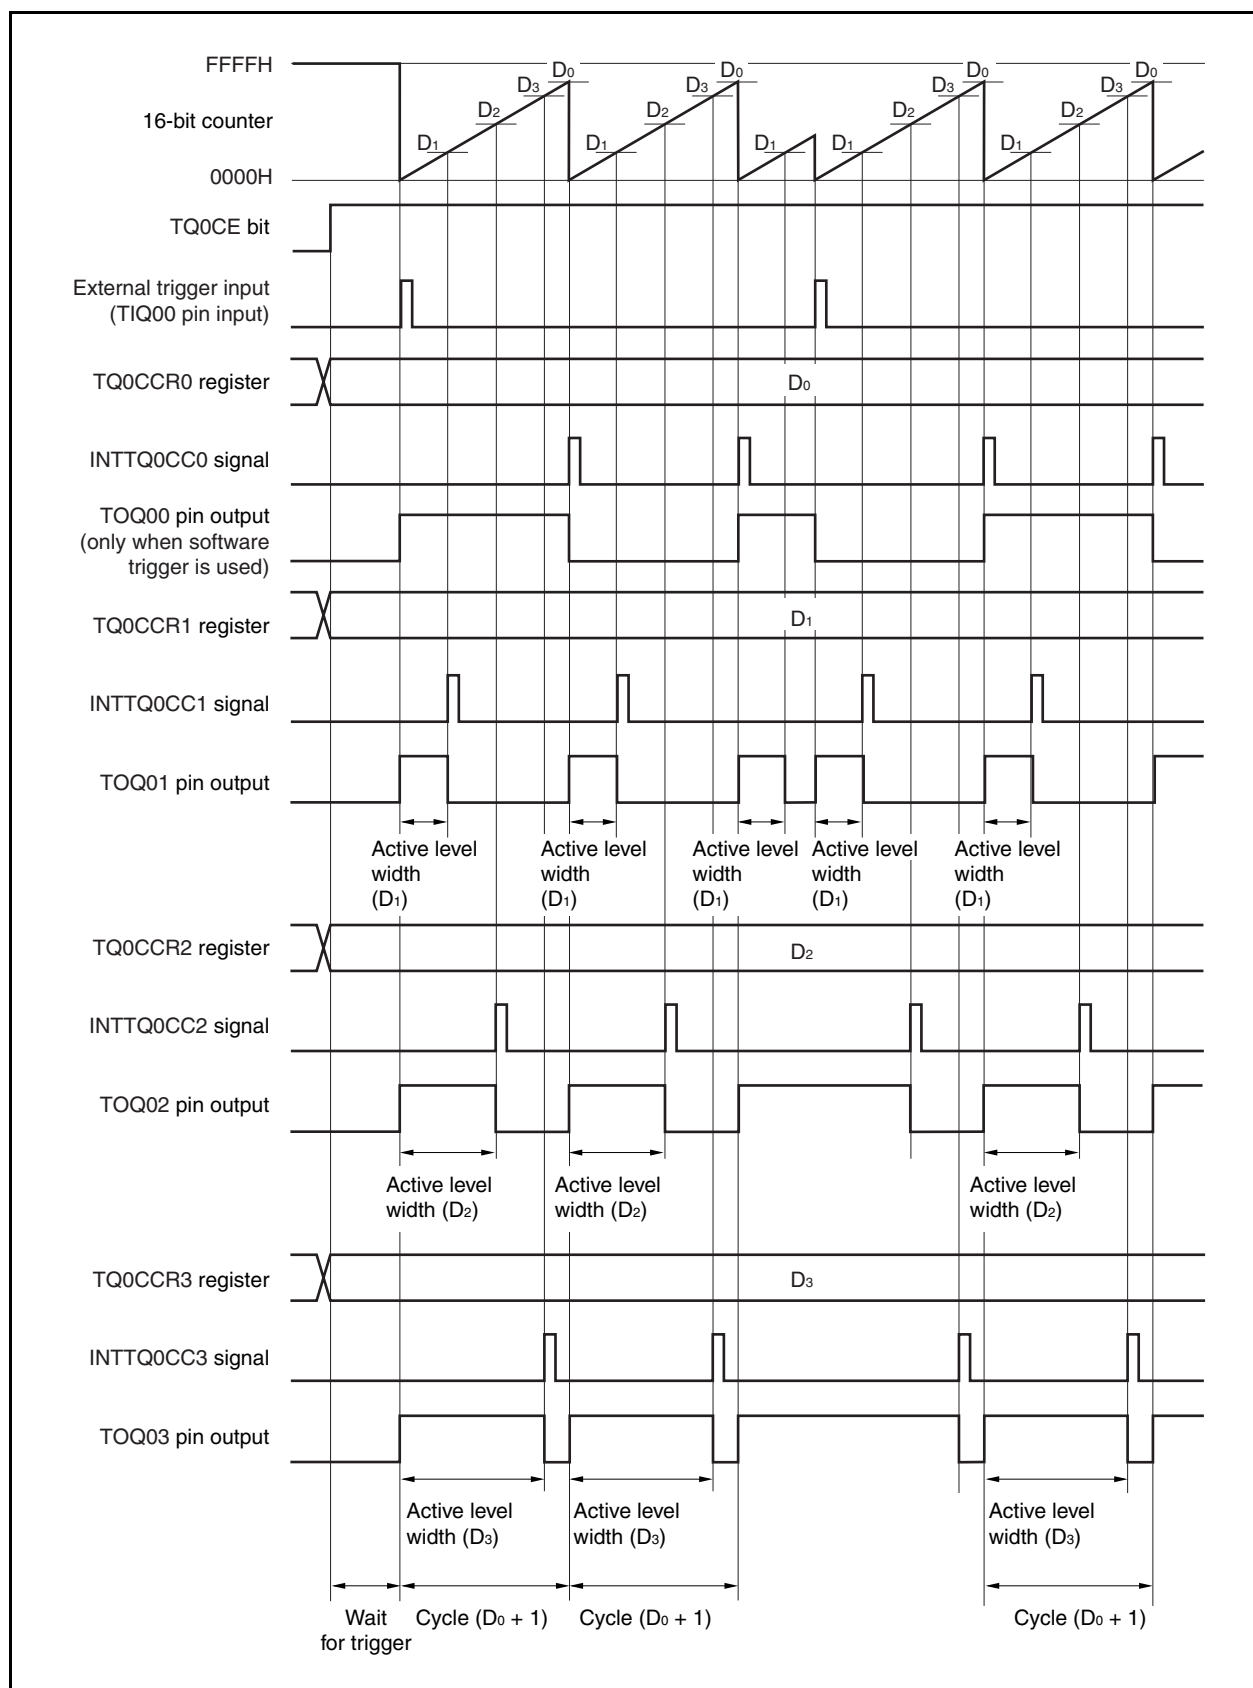 FFFFH
D0 D0 D0 D0
D3 D3 D3 D3
16-bit counter
D2 D2 D2 D2
D1 D1 D1 D1 D1
0000H
TQ0CE bit
External trigger input
(TIQ00 pin input)
TQ0CCR0 register
D0
INTTQ0CC0 signal
TOQ00 pin output
(only when software
trigger is used)
TQ0CCR1 register
D1
INTTQ0CC1 signal
TOQ01 pin output
Active level
width
(D1)
Active level
width
(D1)
Active level
width
(D1)
Active level
width
(D1)
Active level
width
(D1)
TQ0CCR2 register
D2
INTTQ0CC2 signal
TOQ02 pin output
Active level
width (D2)
Active level
width (D2)
Active level
width (D2)
TQ0CCR3 register
D3
INTTQ0CC3 signal
TOQ03 pin output
Active level
width (D3)
Active level
width (D3)
Active level
width (D3)
Wait
for trigger
Cycle (D0 + 1)
Cycle (D0 + 1)
Cycle (D0 + 1)